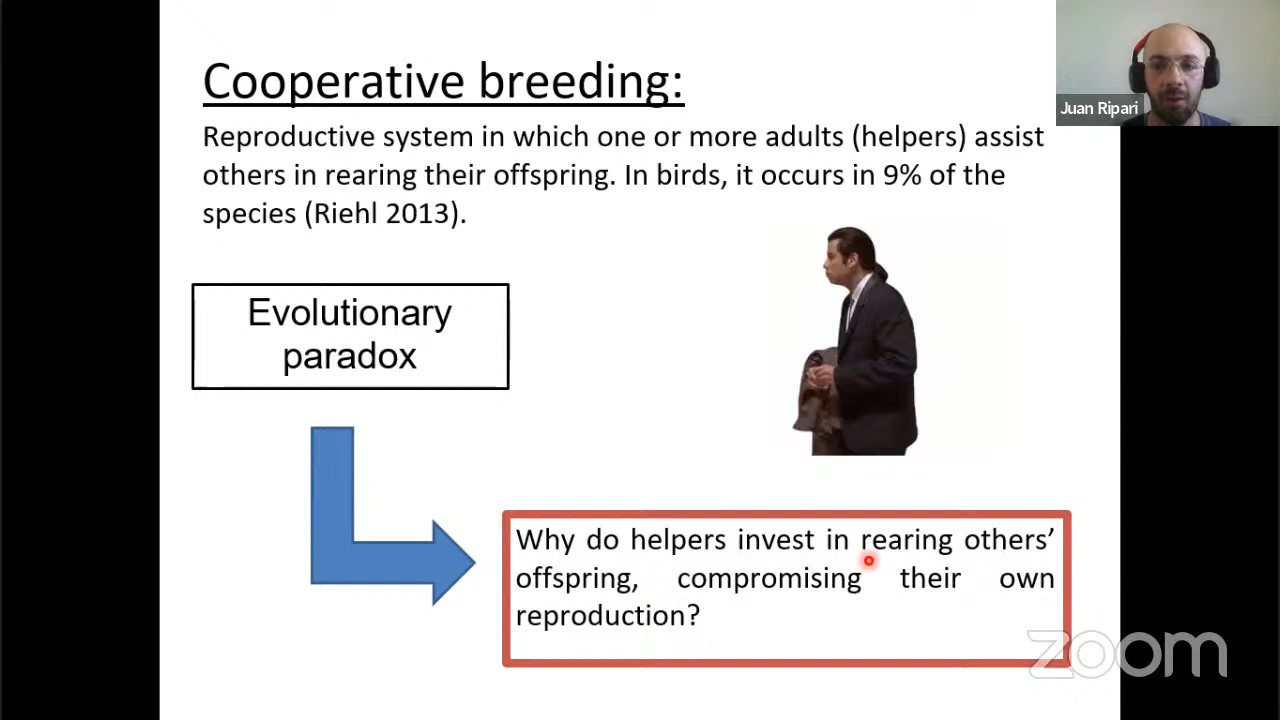 Cooperative breeding:
Reproductive system in which one or more adults (helpers) assist
others in rearing their offspring. In birds, it occurs in 9% of the
species (Riehl 2013).
Juan Ripari
Evolutionary
paradox
Why do helpers invest in rearing others’
offspring, compromising their own
reproduction?
zoom